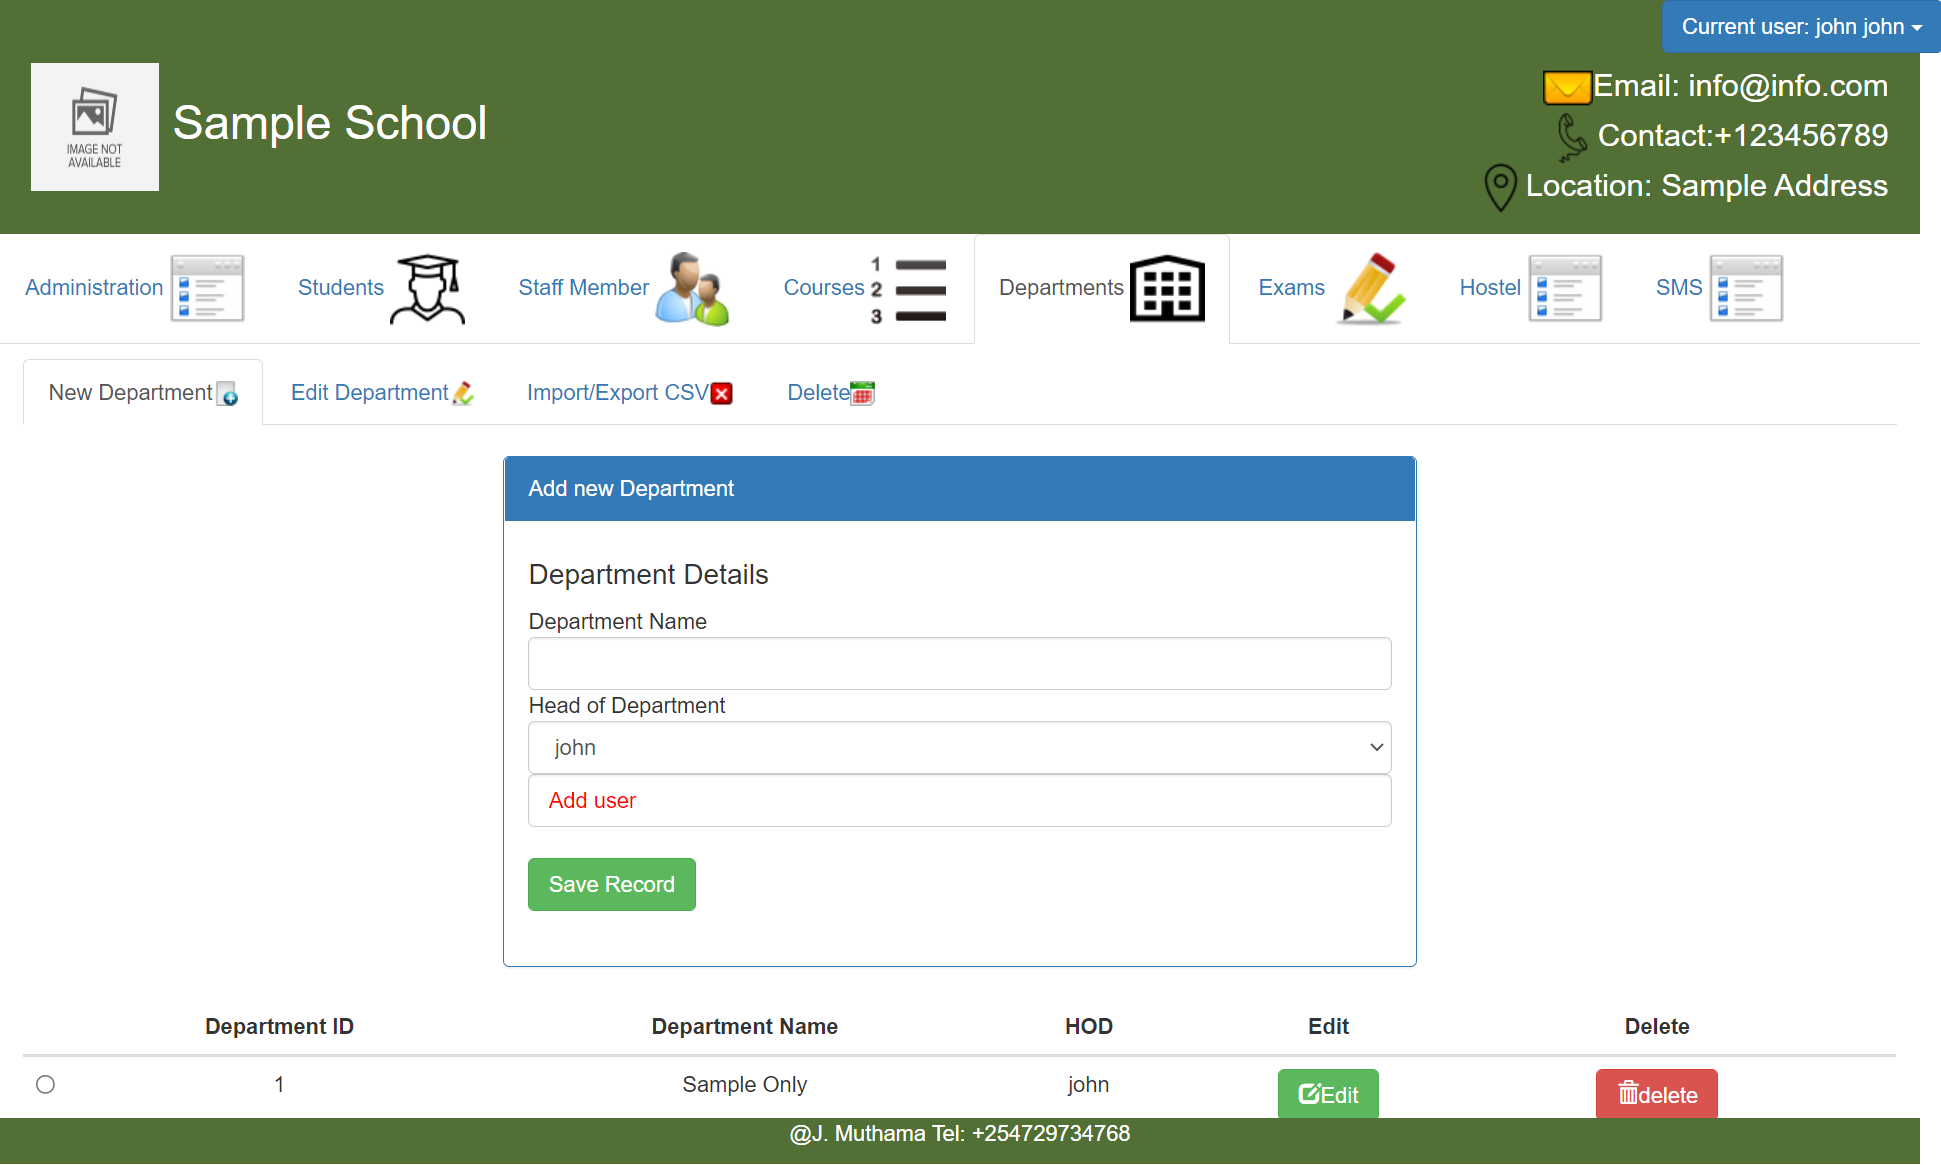 Current user: john john
IMAGE NOT
AVAILABLE
Sample School
Email: info@info.com
Contact:+123456789
Location: Sample Address
Administration
Students
Staff Member
Courses
1
2
3
Departments
Exams
Hostel
SMS
New Department
Edit Department
Import/Export CSV
Delete
Add new Department
Department Details
Department Name
Head of Department
john
Add user
Save Record
Department ID Department Name HOD Edit Delete
1 Sample Only john Edit delete
@J. Muthama Tel: +254729734768